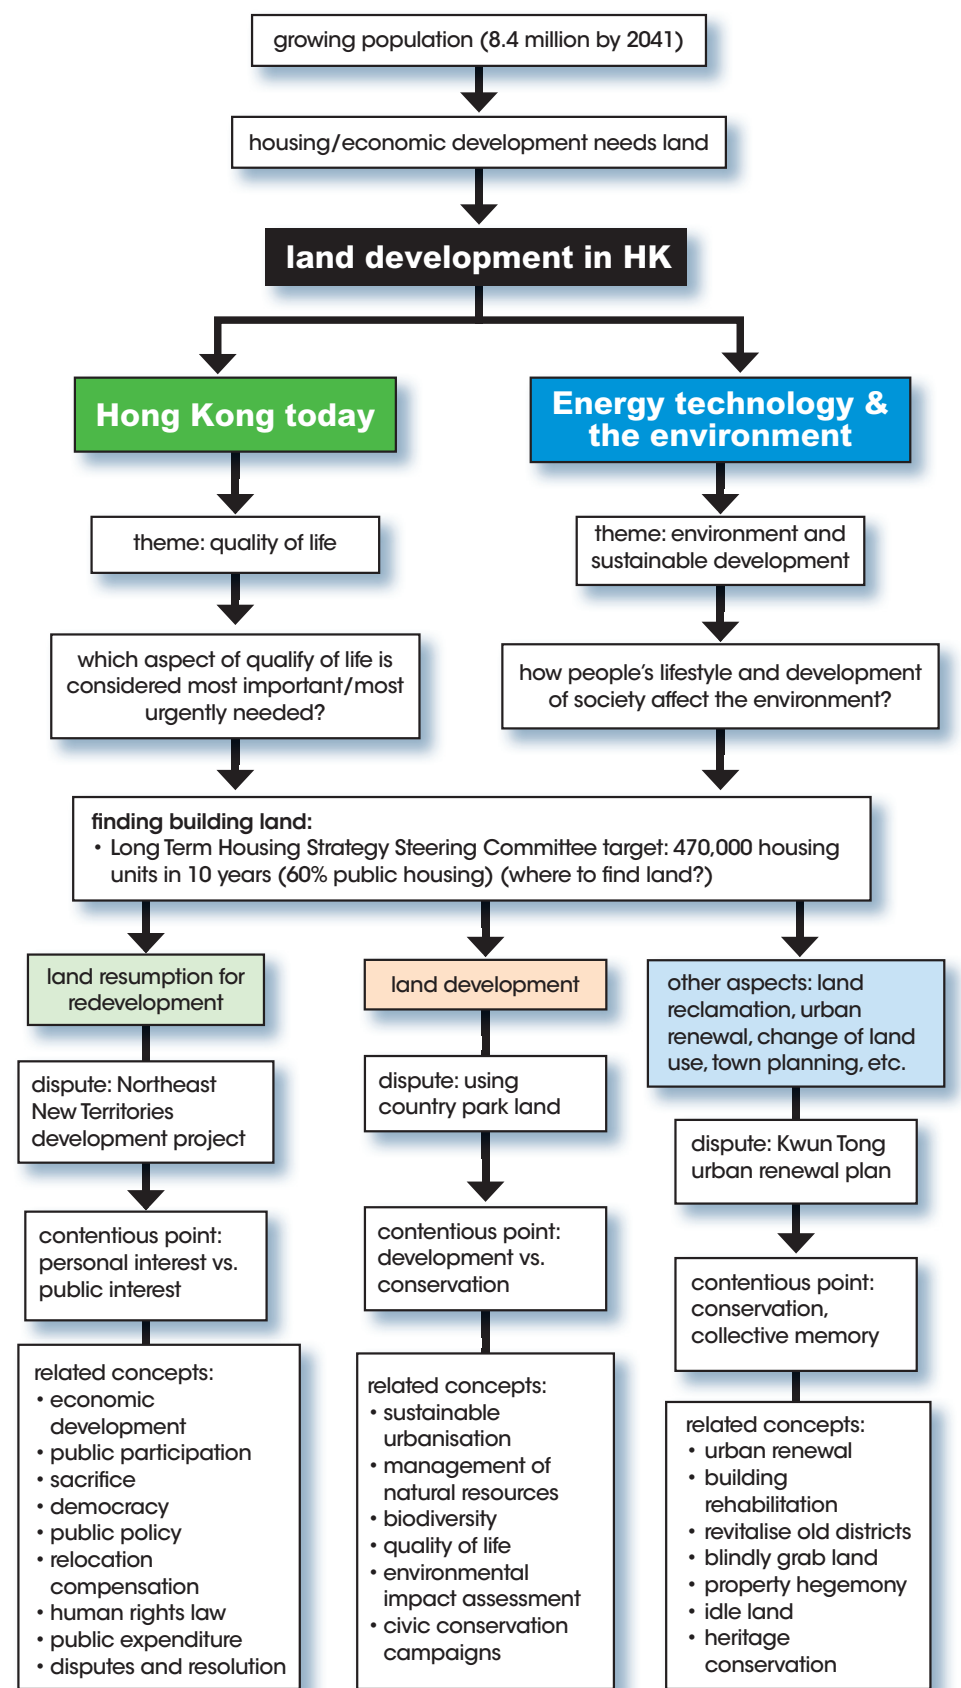 growing population (8.4 million by 2041)
housing/economic development needs land
land development in HK
Hong Kong today
Energy technology &
the environment
theme: quality of life
theme: environment and
sustainable development
which aspect of qualify of life is
considered most important/most
urgently needed?
how people's lifestyle and development
of society affect the environment?
finding building land:
• Long Term Housing Strategy Steering Committee target: 470,000 housing
units in 10 years (60% public housing) (where to find land?)
land resumption for
redevelopment
dispute: Northeast
New Territories
development project
contentious point:
personal interest vs.
public interest
related concepts:
• economic
development
• public participation
• sacrifice
• democracy
• public policy
• relocation
compensation
• human rights law
• public expenditure
• disputes and resolution
land development
dispute: using
country park land
contentious point:
development vs.
conservation
related concepts:
• sustainable
urbanisation
• management of
natural resources
• biodiversity
• quality of life
• environmental
impact assessment
• civic conservation
campaigns
other aspects: land
reclamation, urban
renewal, change of land
use, town planning, etc.
dispute: Kwun Tong
urban renewal plan
contentious point:
conservation,
collective memory
related concepts:
• urban renewal
• building
rehabilitation
• revitalise old districts
• blindly grab land
• property hegemony
• idle land
• heritage
conservation